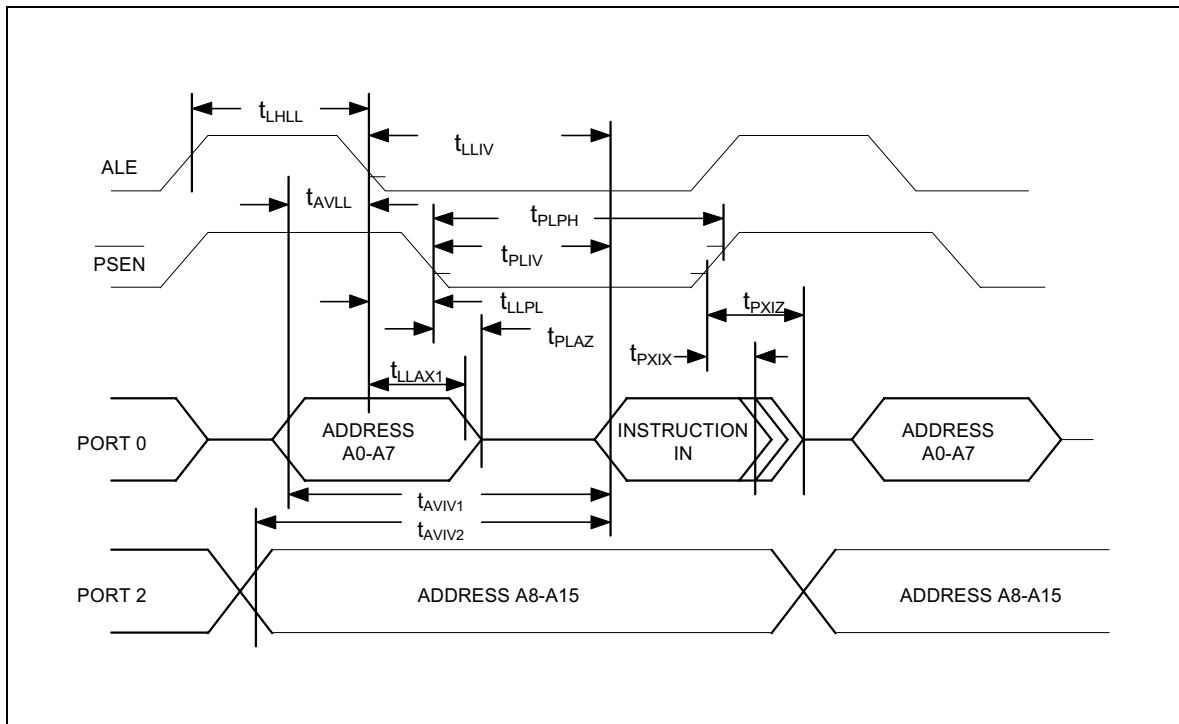 tLHLL
tLLIV
ALE
tAVLL
tPLPH
PSEN
tPLIV
tLLPL
tPXIZ
tPLAZ
tPXIX
tLLAX1
PORT 0
ADDRESS
A0-A7
INSTRUCTION
IN
ADDRESS
A0-A7
tAVIV1
tAVIV2
PORT 2
ADDRESS A8-A15
ADDRESS A8-A15